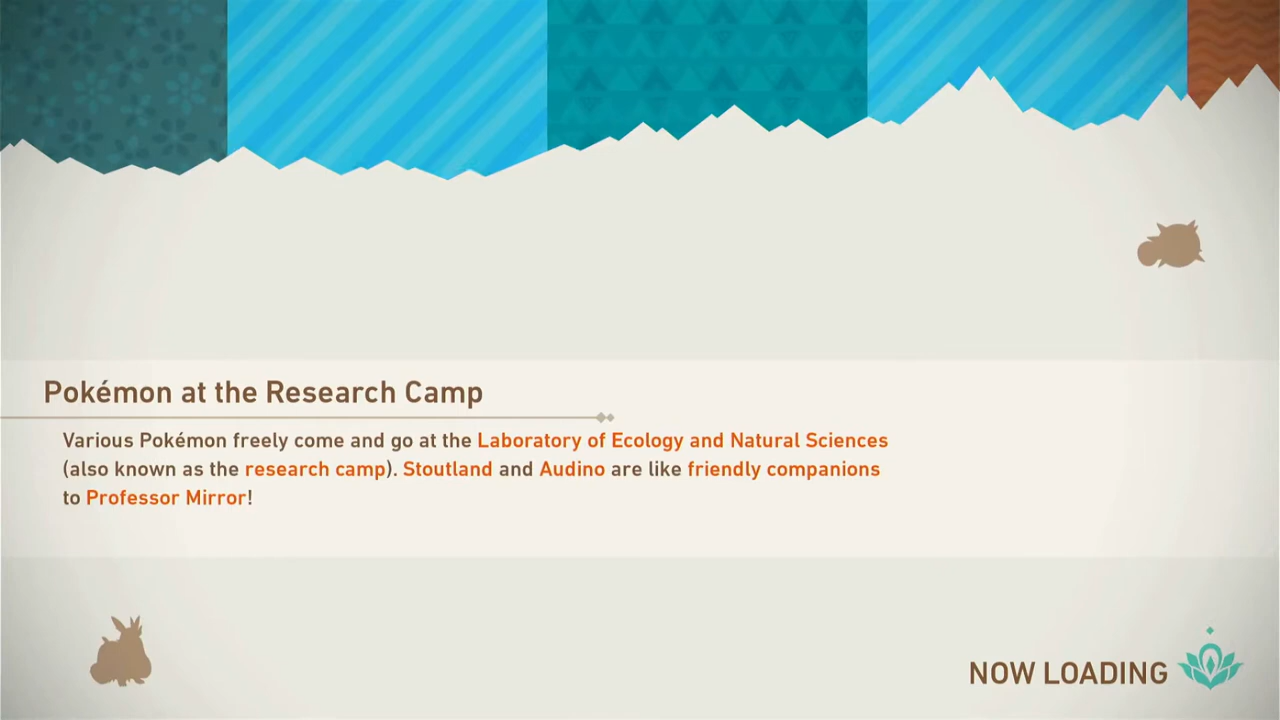 Pokémon at the Research Camp
Various Pokémon freely come and go at the Laboratory of Ecology and Natural Sciences
(also known as the research camp). Stoutland and Audino are like friendly companions
to Professor Mirror!
NOW LOADING